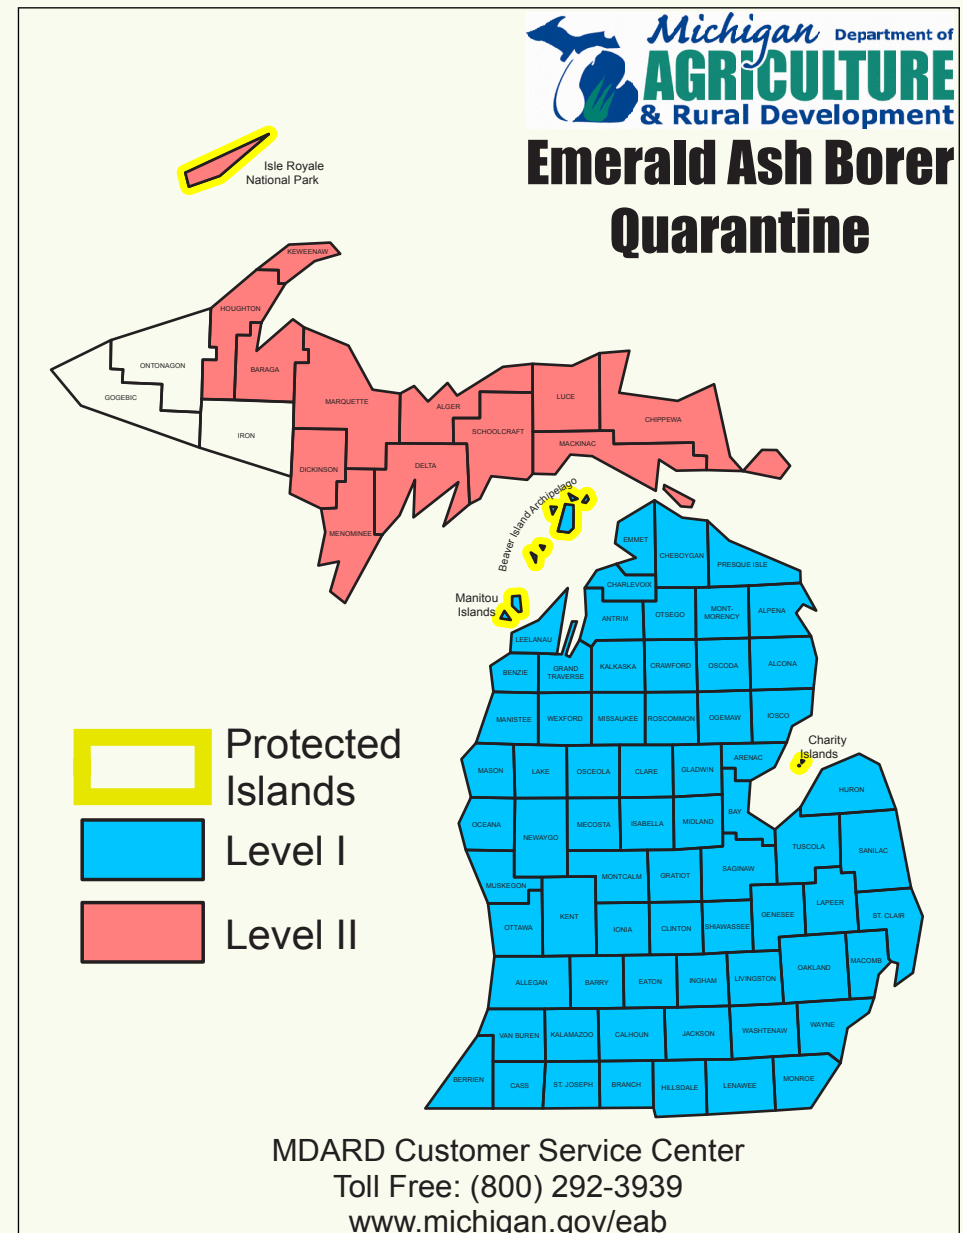 Michigan Department of
AGRICULTURE
& Rural Development
Emerald Ash Borer
Quarantine
Isle Royale
National Park
KEWEENAW
HOUGHTON
ONTONAGON
BARAGA
GOGEBIC
MARQUETTE
ALGER
LUCE
CHIPPEWA
IRON
SCHOOLCRAFT
MACKINAC
DICKINSON
DELTA
MENOMINEE
Beaver Island Archipelago
Manitou
Islands
EMMET
CHEBOYGAN
PRESQUE ISLE
CHARLEVOIX
ANTRIM
OTSEGO
MONT-
MORENCY
ALPENA
LEELANAU
BENZIE
GRAND
TRAVERSE
KALKASKA
CRAWFORD
OSCODA
ALCONA
MANISTEE
WEXFORD
MISSAUKEE
ROSCOMMON
OGEMAW
IOSCO
Charity
Islands
MASON
LAKE
OSCEOLA
CLARE
GLADWIN
ARENAC
HURON
OCEANA
NEWAYGO
MECOSTA
ISABELLA
MIDLAND
BAY
TUSCOLA
SANILAC
MUSKEGON
MONTCALM
GRATIOT
SAGINAW
OTTAWA
KENT
IONIA
CLINTON
SHIAWASSEE
GENESEE
LAPEER
ST. CLAIR
ALLEGAN
BARRY
EATON
INGHAM
LIVINGSTON
OAKLAND
MACOMB
VAN BUREN
KALAMAZOO
CALHOUN
JACKSON
WASHTENAW
WAYNE
BERRIEN
CASS
ST. JOSEPH
BRANCH
HILLSDALE
LENAWEE
MONROE
Protected
Islands
Level I
Level II
MDARD Customer Service Center
Toll Free: (800) 292-3939
www.michigan.gov/eab